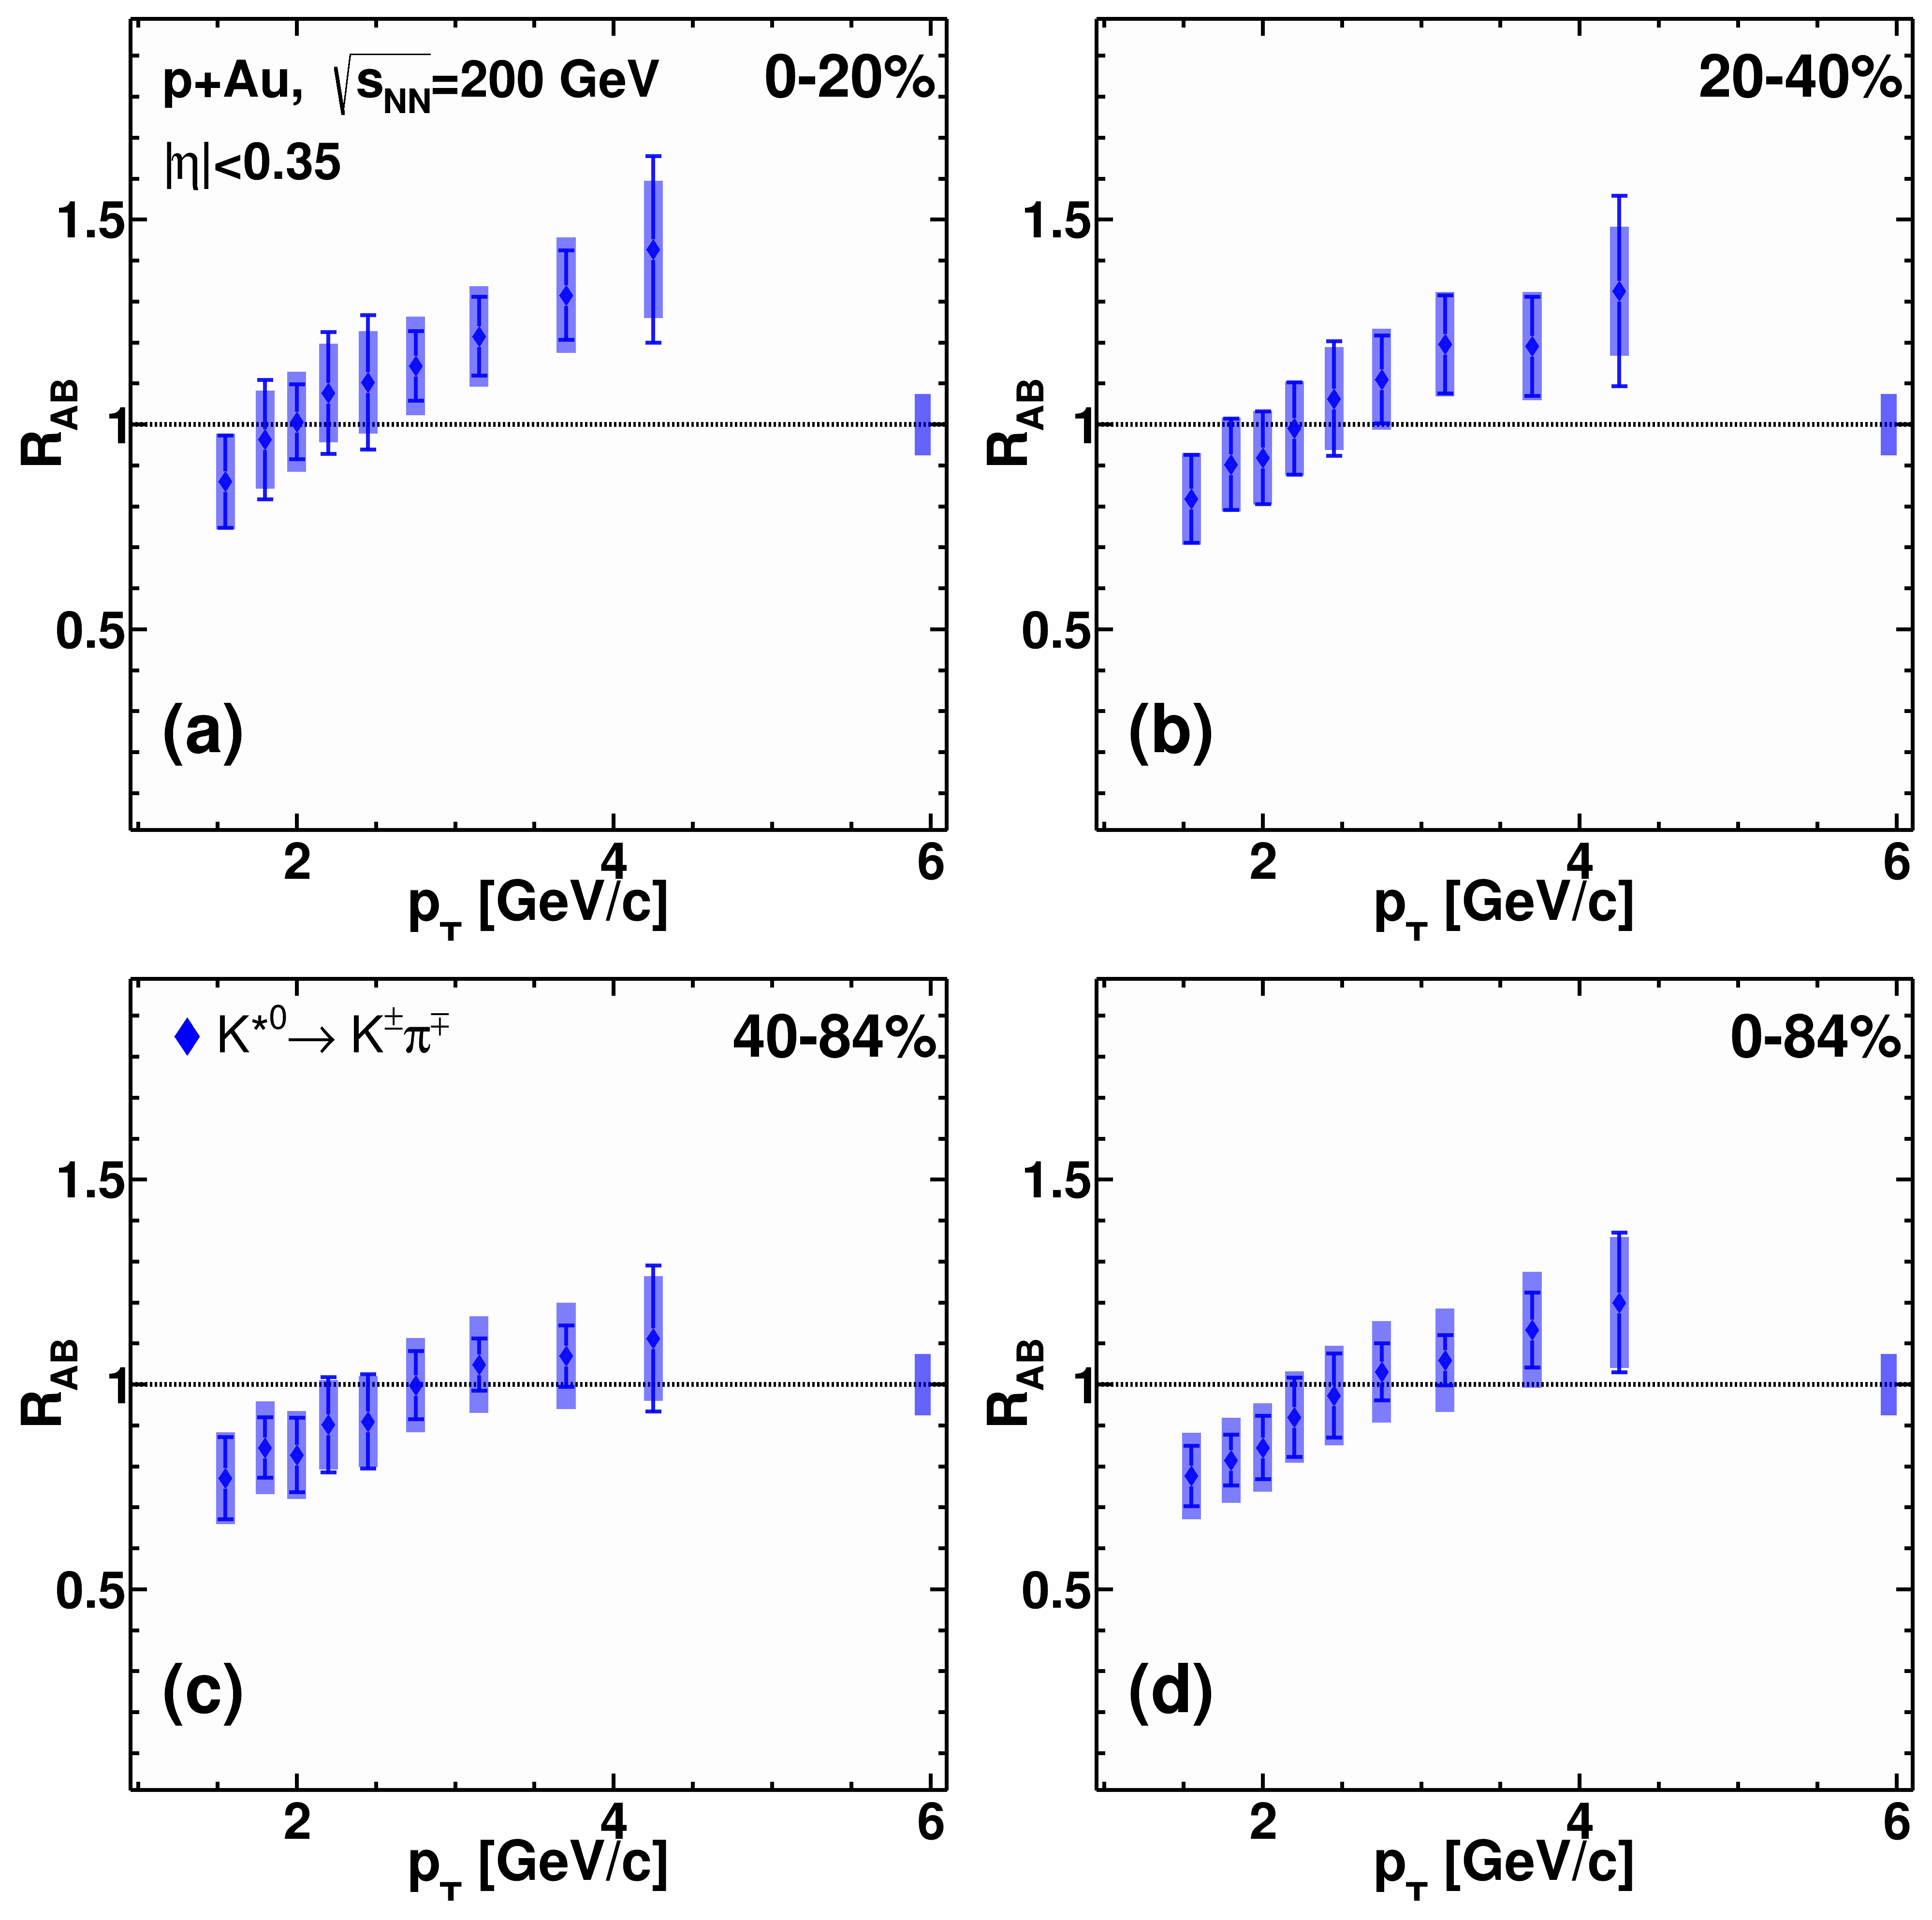 p+Au, √sNN=200 GeV 0-20%
|η|<0.35
1.5
1
0.5
RAB
(a)
2 4 6
pT [GeV/c]
20-40%
1.5
1
0.5
RAB
(b)
2 4 6
pT [GeV/c]
K*0→ K±π∓ 40-84%
1.5
1
0.5
RAB
(c)
2 4 6
pT [GeV/c]
0-84%
1.5
1
0.5
RAB
(d)
2 4 6
pT [GeV/c]